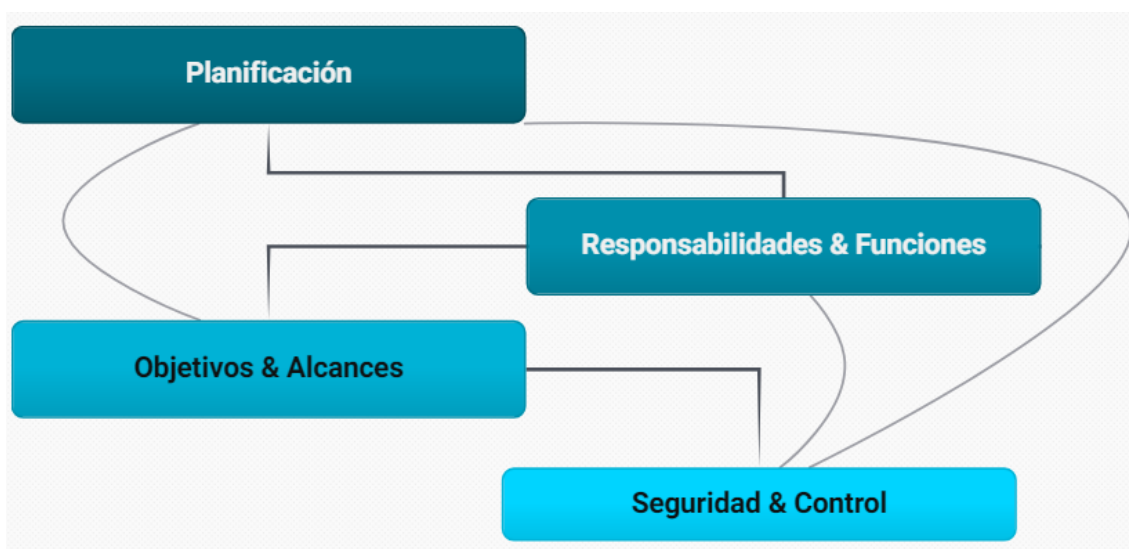 Planificación
Responsabilidades & Funciones
Objetivos & Alcances
Seguridad & Control